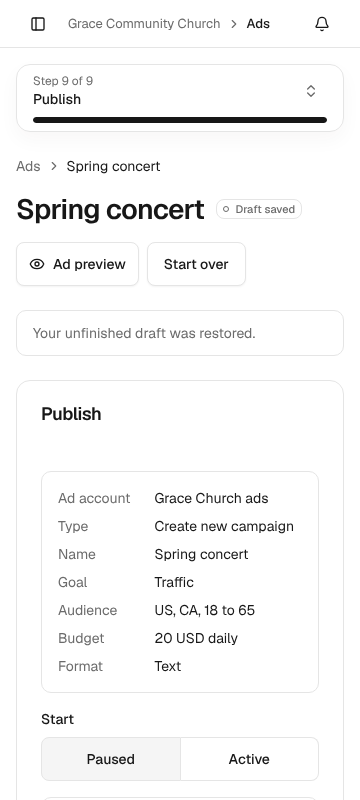 Grace Community Church > Ads
Step 9 of 9
Publish
Ads > Spring concert
Spring concert
Draft saved
Ad preview
Start over
Your unfinished draft was restored.
Publish
Ad account Grace Church ads
Type Create new campaign
Name Spring concert
Goal Traffic
Audience US, CA, 18 to 65
Budget 20 USD daily
Format Text
Start
Paused
Active